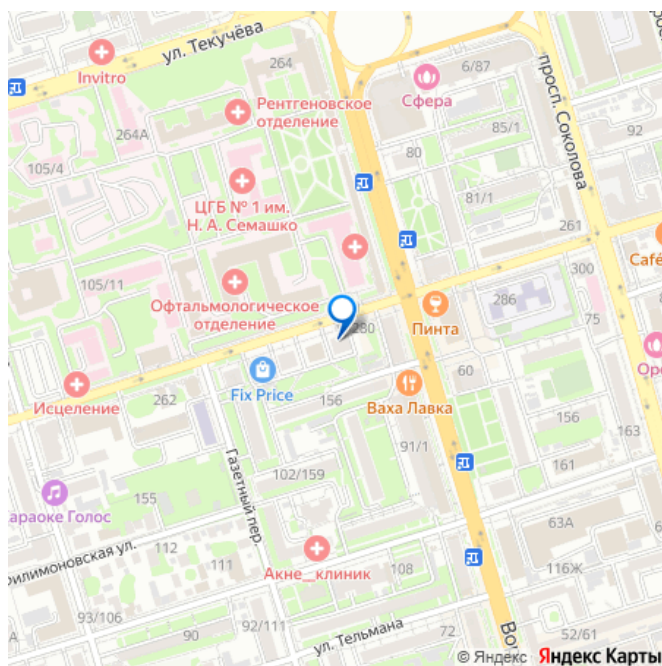 ул. Текучёва
Invitro
264
6/87
Сфера
просп. Соколова
Рентгеновское
отделение
264А
92
85/1
105/4
80
ЦГБ № 1 им.
Н. А. Семашко
81/1
261
Café
105/11
300
Офтальмологическое
отделение
286
280
Пинта
75
Fix Price
60
Исцеление
262
156
Ваха Лавка
156
163
91/1
Газетный пер.
102/159
161
155
араоке Голос
63А
112
рилимоновская ул.
111
Акне_клиник
108
116Ж
93/106
90
92/111
ул. Тельмана
72
52/61
© Яндекс Яндекс Карты